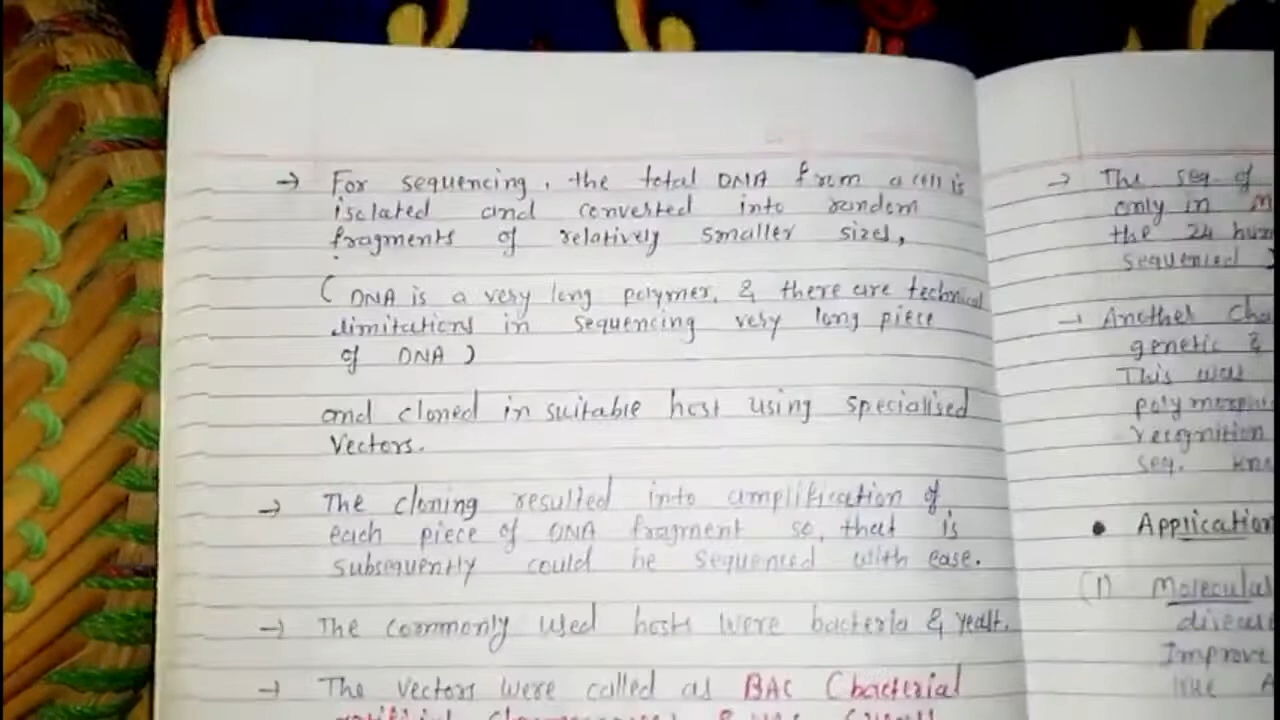 → For sequencing, the total DNA from a cell is
isolated and converted into random
fragments of relatively smaller sizes,
( DNA is a very long polymer, & there are technical
limitations in sequencing very long piece
of DNA )
and cloned in suitable host using specialised
Vectors.
→ The cloning resulted into amplification of
each piece of DNA fragment so, that is
subsequently could be sequenced with ease.
→ The commonly used hosts were bacteria & yeast.
→ The vectors were called as BAC (bacterial
→ The seq. of
only in
the 24
sequenced )
→ Another
genetic &
This was
recognition
seq.
• Application
(1) Molecular
Improve